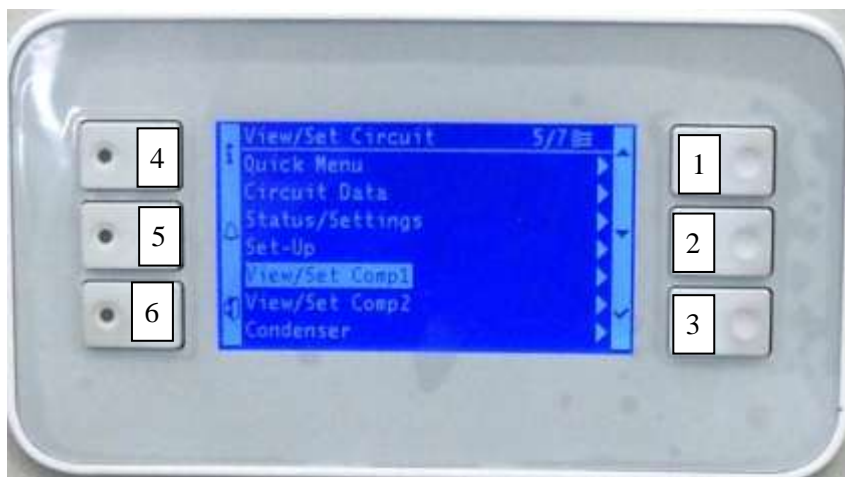 View/Set Circuit 5/7
Quick Menu
Circuit Data
Status/Settings
Set-Up
View/Set Comp1
View/Set Comp2
Condenser
4
5
6
1
2
3